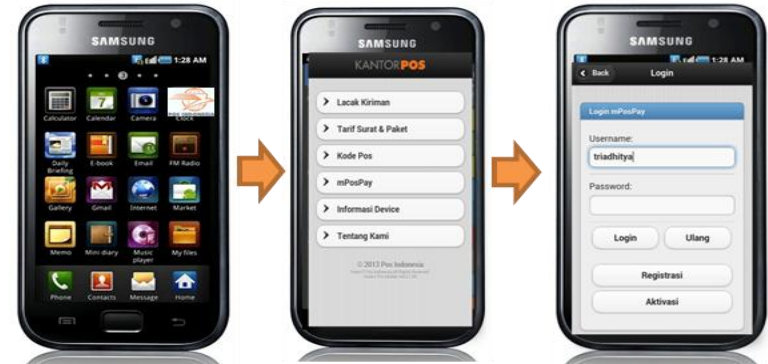 SAMSUNG
1:28 AM
Calculator
Calendar
Camera
POS INDONESIA
Clock
Daily Briefing
E-book
Email
FM Radio
Gallery
Gmail
Internet
Market
Memo
Mini diary
Music player
My files
Phone
Contacts
Message
Home
SAMSUNG
KANTORPOS
Lacak Kiriman
Tarif Surat & Paket
Kode Pos
mPosPay
Informasi Device
Tentang Kami
© 2013 Pos Indonesia
SAMSUNG
1:28 AM
Back
Login
Login mPosPay
Username:
triadhitya
Password:
Login
Ulang
Registrasi
Aktivasi